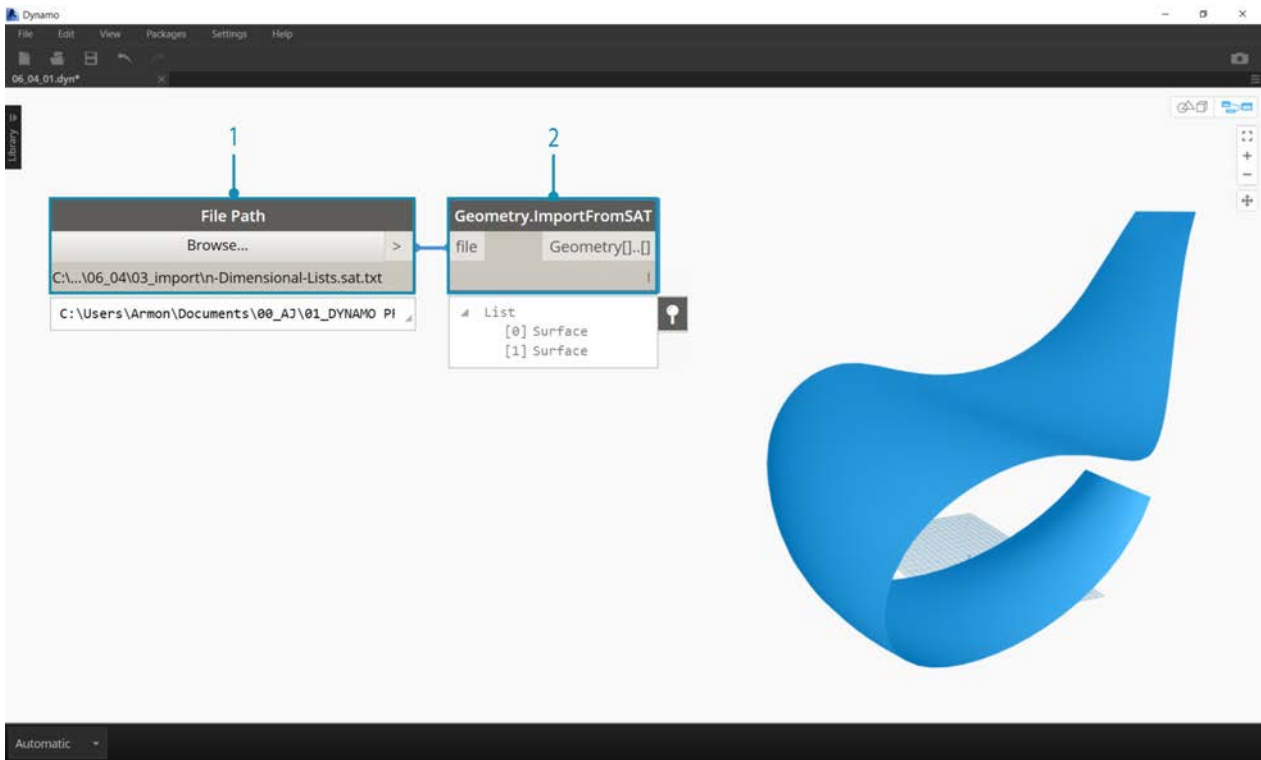 Dynamo
File Edit View Packages Settings Help
06_04_01.dyn*
Library
1
2
File Path
Browse... >
C:\...\06_04\03_import\n-Dimensional-Lists.sat.txt
C:\Users\Armon\Documents\00_AJ\01_DYNAMO
Geometry.ImportFromSAT
file Geometry[]..[]
List
[0] Surface
[1] Surface
Automatic